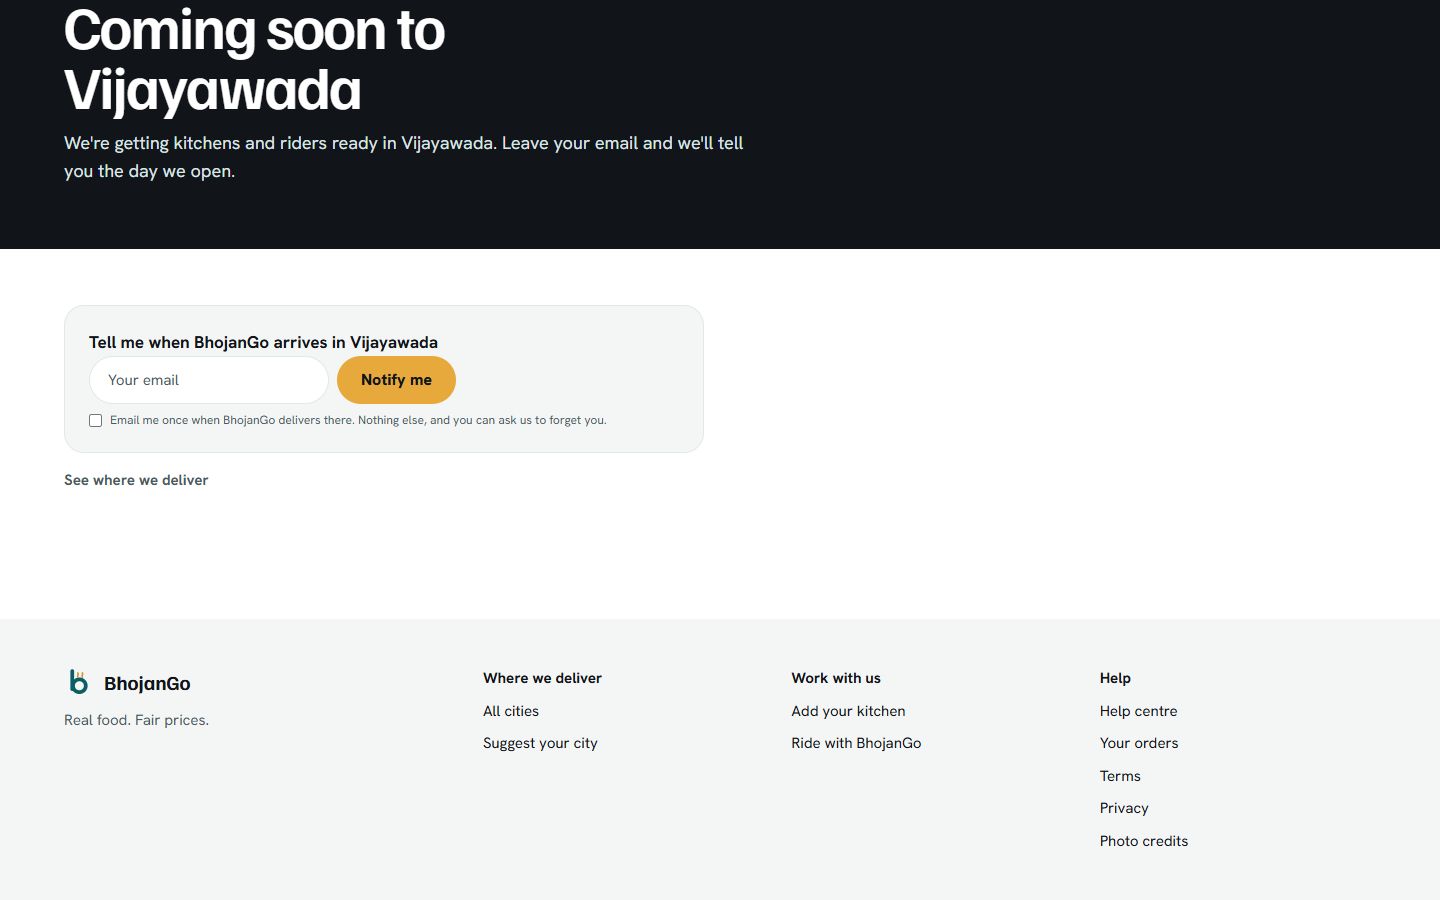 Coming soon to
Vijayawada
We're getting kitchens and riders ready in Vijayawada. Leave your email and we'll tell
you the day we open.
Tell me when BhojanGo arrives in Vijayawada
Your email
Notify me
Email me once when BhojanGo delivers there. Nothing else, and you can ask us to forget you.
See where we deliver
BhojanGo
Real food. Fair prices.
Where we deliver
All cities
Suggest your city
Work with us
Add your kitchen
Ride with BhojanGo
Help
Help centre
Your orders
Terms
Privacy
Photo credits